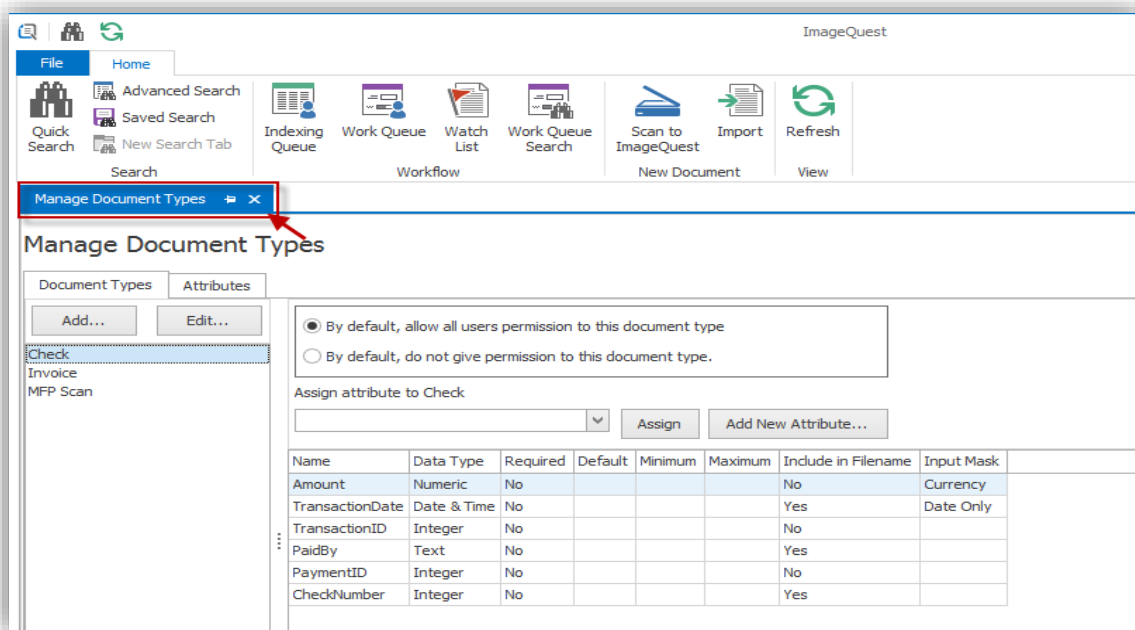 ImageQuest
File Home
Quick Search
Advanced Search
Saved Search
New Search Tab
Indexing Queue
Work Queue
Watch List
Work Queue Search
Scan to ImageQuest
Import
Refresh
Search Workflow New Document View
Manage Document Types
Manage Document Types
Document Types Attributes
Add... Edit...
Check
Invoice
MFP Scan
By default, allow all users permission to this document type
By default, do not give permission to this document type.
Assign attribute to Check
Assign Add New Attribute...
Name Data Type Required Default Minimum Maximum Include in Filename Input Mask
Amount Numeric No No Currency
TransactionDate Date & Time No Yes Date Only
TransactionID Integer No No
PaidBy Text No Yes
PaymentID Integer No No
CheckNumber Integer No Yes